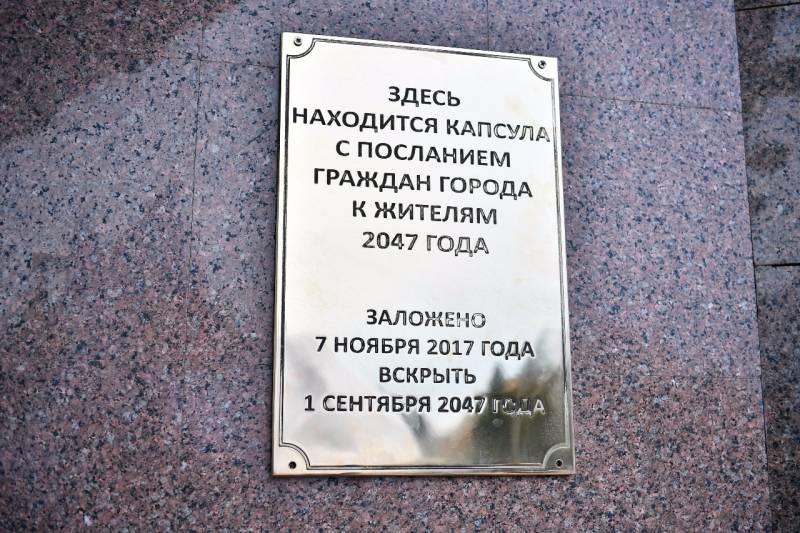 ЗДЕСЬ
НАХОДИТСЯ КАПСУЛА
С ПОСЛАНИЕМ
ГРАЖДАН ГОРОДА
К ЖИТЕЛЯМ
2047 ГОДА
ЗАЛОЖЕНО
7 НОЯБРЯ 2017 ГОДА
ВСКРЫТЬ
1 СЕНТЯБРЯ 2047 ГОДА